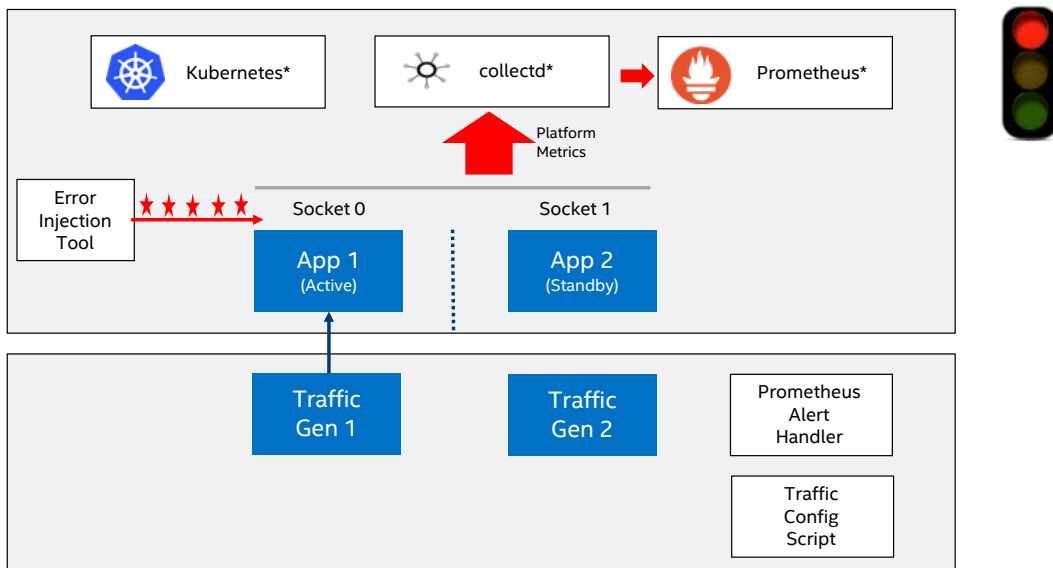 Kubernetes*
collectd*
Prometheus*
Platform
Metrics
Error
Injection
Tool
Socket 0
Socket 1
App 1
(Active)
App 2
(Standby)
Traffic
Gen 1
Traffic
Gen 2
Prometheus
Alert
Handler
Traffic
Config
Script